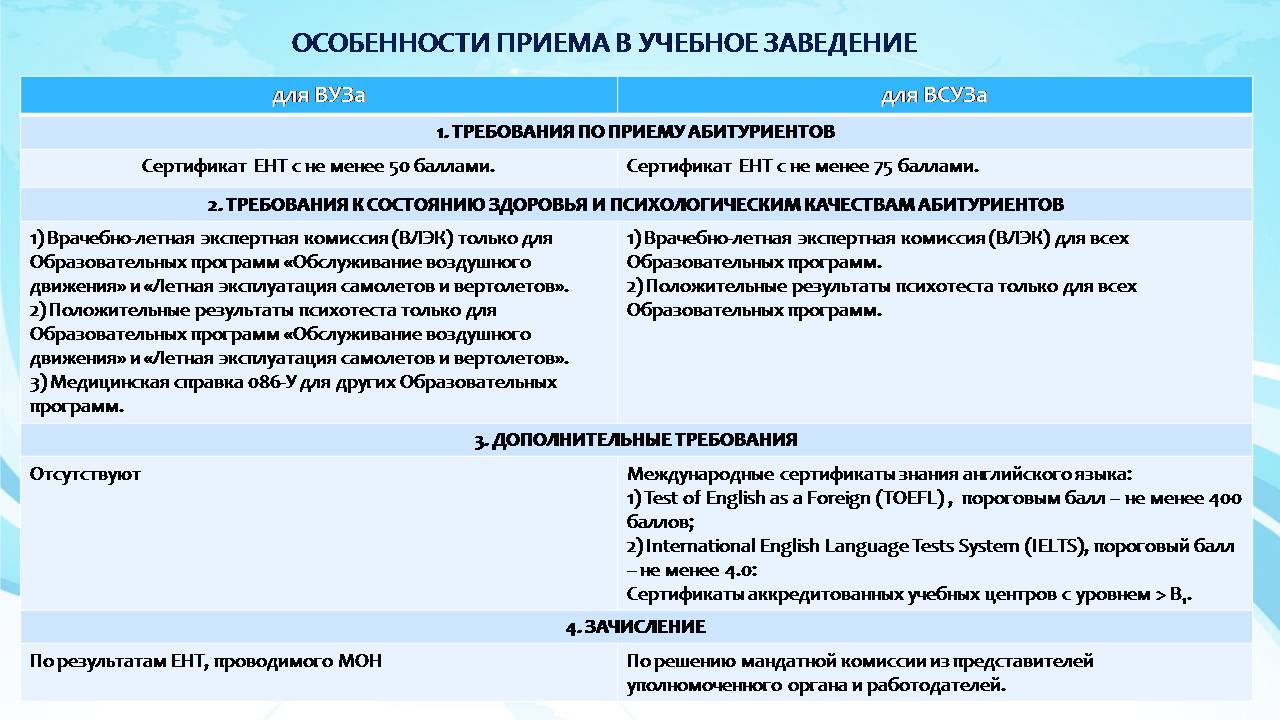 ОСОБЕННОСТИ ПРИЕМА В УЧЕБНОЕ ЗАВЕДЕНИЕ
для ВУЗа
для ВСУЗа
1. ТРЕБОВАНИЯ ПО ПРИЕМУ АБИТУРИЕНТОВ
Сертификат ЕНТ с не менее 50 баллами.
Сертификат ЕНТ с не менее 75 баллами.
2. ТРЕБОВАНИЯ К СОСТОЯНИЮ ЗДОРОВЬЯ И ПСИХОЛОГИЧЕСКИМ КАЧЕСТВАМ АБИТУРИЕНТОВ
1) Врачебно-летная экспертная комиссия (ВЛЭК) только для
Образовательных программ «Обслуживание воздушного
движения» и «Летная эксплуатация самолетов и вертолетов».
2) Положительные результаты психотеста только для
Образовательных программ «Обслуживание воздушного
движения» и «Летная эксплуатация самолетов и вертолетов».
3) Медицинская справка 086-У для других Образовательных
программ.
1) Врачебно-летная экспертная комиссия (ВЛЭК) для всех
Образовательных программ.
2) Положительные результаты психотеста только для всех
Образовательных программ.
3. ДОПОЛНИТЕЛЬНЫЕ ТРЕБОВАНИЯ
Отсутствуют
Международные сертификаты знания английского языка:
1) Test of English as a Foreign (TOEFL) , пороговым балл – не менее 400
баллов;
2) International English Language Tests System (IELTS), пороговый балл
– не менее 4.0:
Сертификаты аккредитованных учебных центров с уровнем > B₁.
4. ЗАЧИСЛЕНИЕ
По результатам ЕНТ, проводимого МОН
По решению мандатной комиссии из представителей
уполномоченного органа и работодателей.